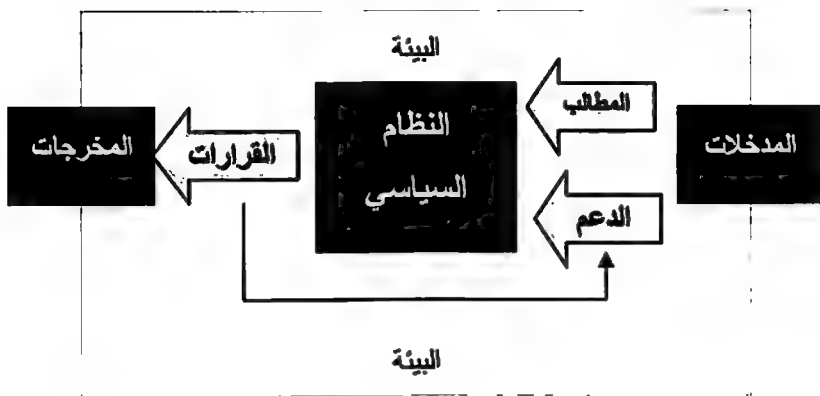 البيئة
المدخلات
المطالب
الدعم
النظام
السياسي
القرارات
المخرجات
البيئة